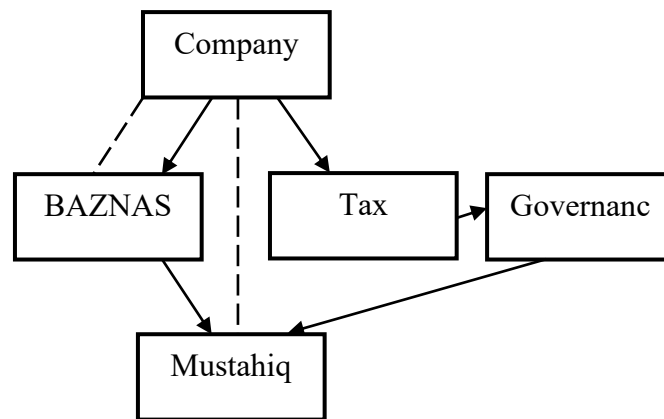 Company
BAZNAS
Tax
Governanc
Mustahiq